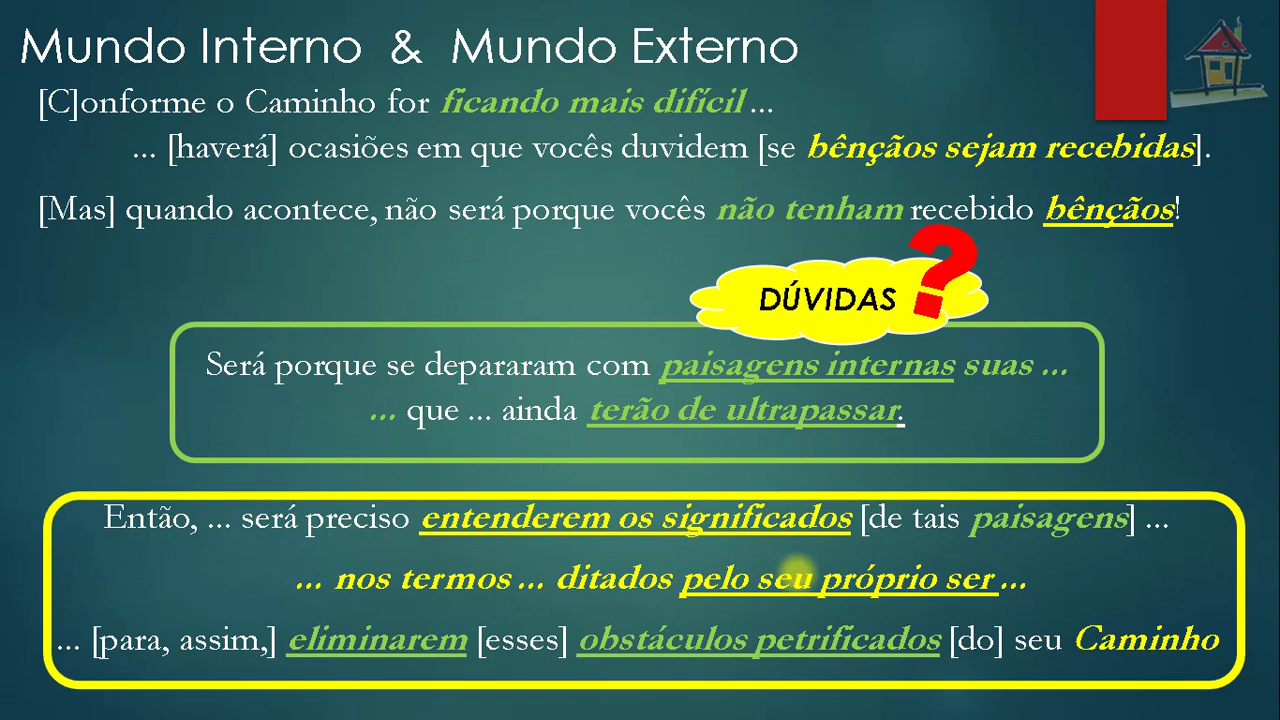 Mundo Interno & Mundo Externo
[C]onforme o Caminho for ficando mais difícil ...
... [haverá] ocasiões em que vocês duvidem [se bênçãos sejam recebidas].
[Mas] quando acontece, não será porque vocês não tenham recebido bênçãos!
DÚVIDAS ?
Será porque se depararam com paisagens internas suas ...
... que ... ainda terão de ultrapassar.
Então, ... será preciso entenderem os significados [de tais paisagens] ...
... nos termos ... ditados pelo seu próprio ser ...
... [para, assim,] eliminarem [esses] obstáculos petrificados [do] seu Caminho